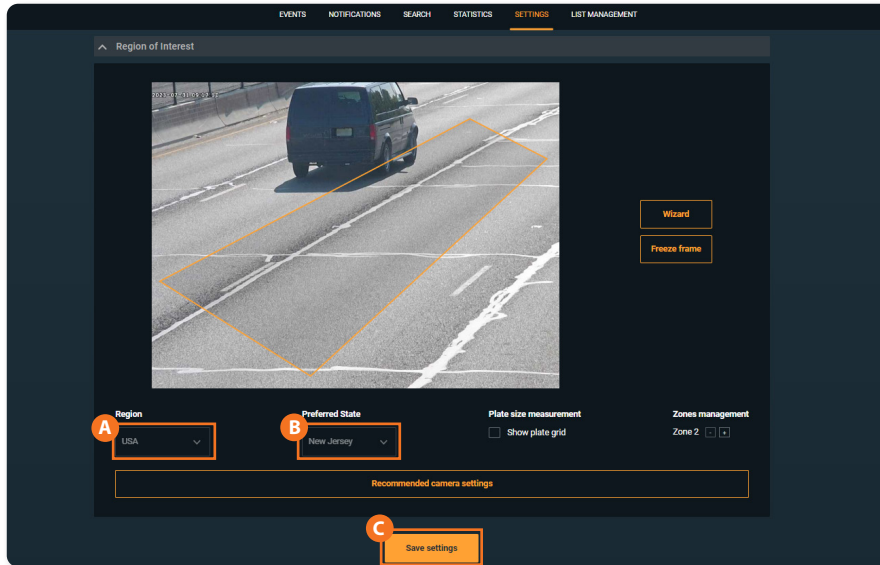 EVENTS NOTIFICATIONS SEARCH STATISTICS SETTINGS LIST MANAGEMENT
Region of Interest
Wizard
Freeze frame
Region Preferred State Plate size measurement Zones management
A USA B New Jersey Show plate grid Zone 2 - +
Recommended camera settings
C
Save settings